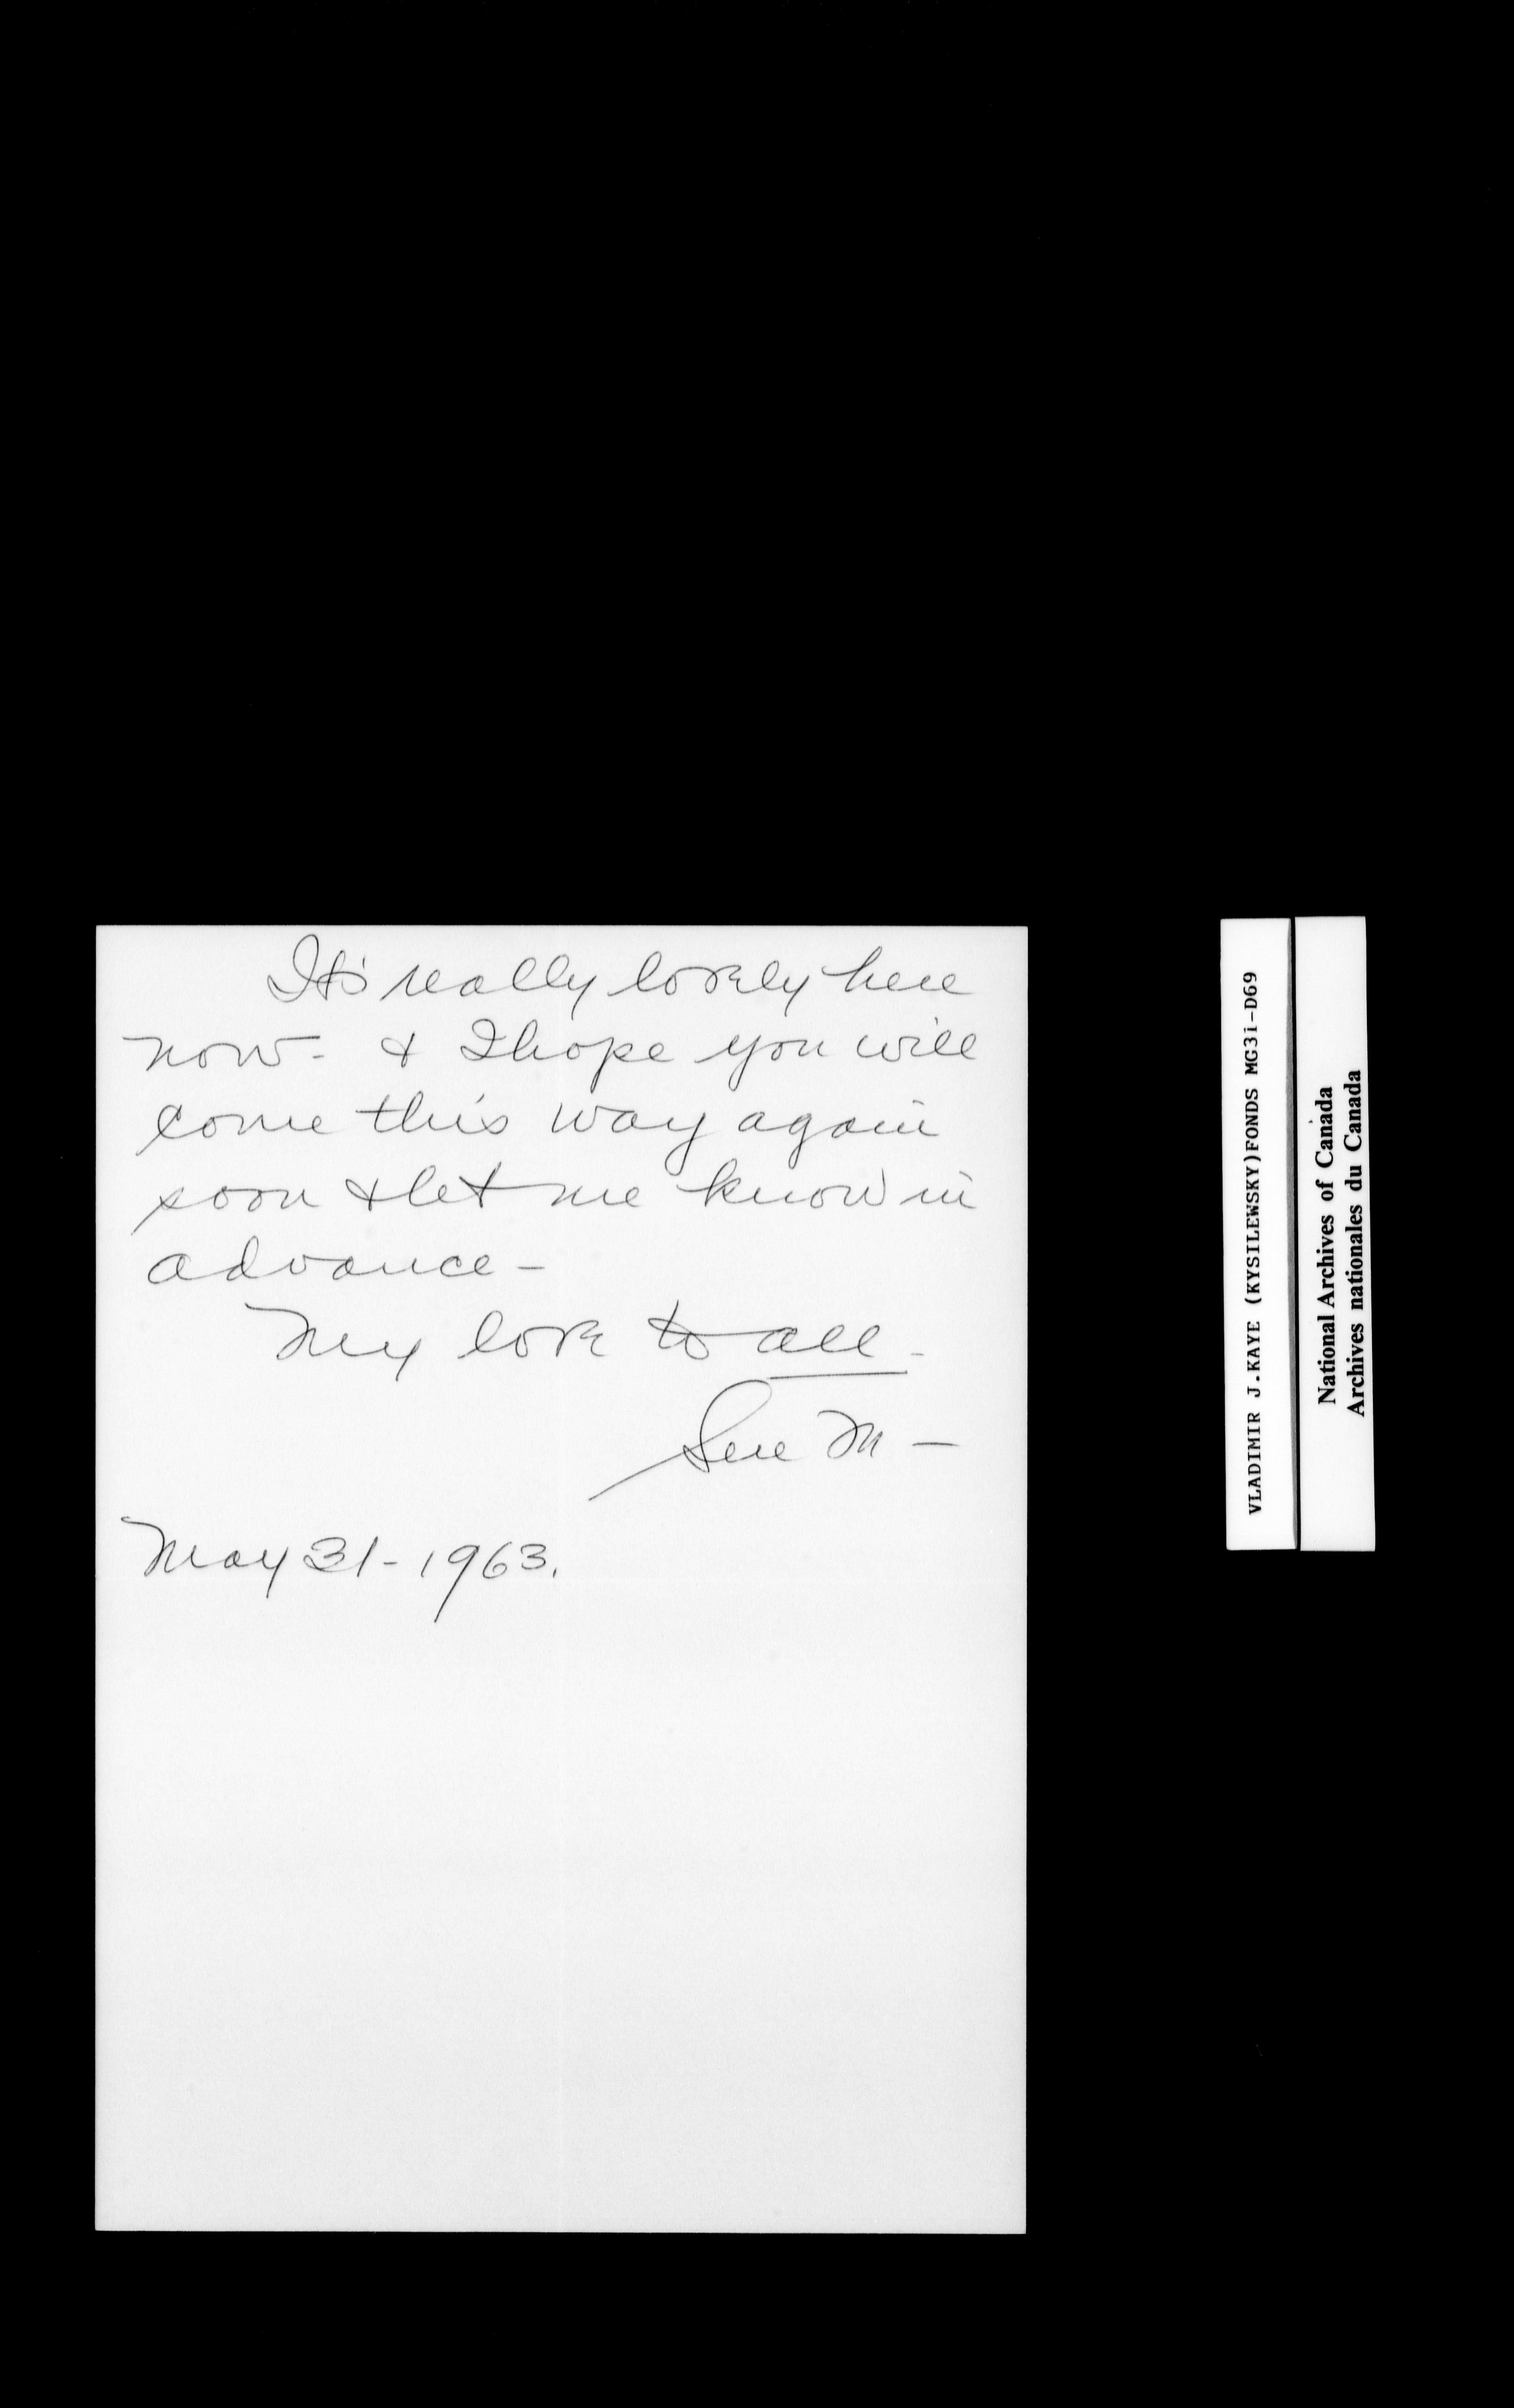 It's really lovely here
now - & I hope you will
come this way again
soon & let me know in
advance -
My love to all -
Sue M -
May 31 - 1963.
VLADIMIR J.KAYE (KYSILEWSKY)FONDS MG31-D69
National Archives of Canada
Archives nationales du Canada